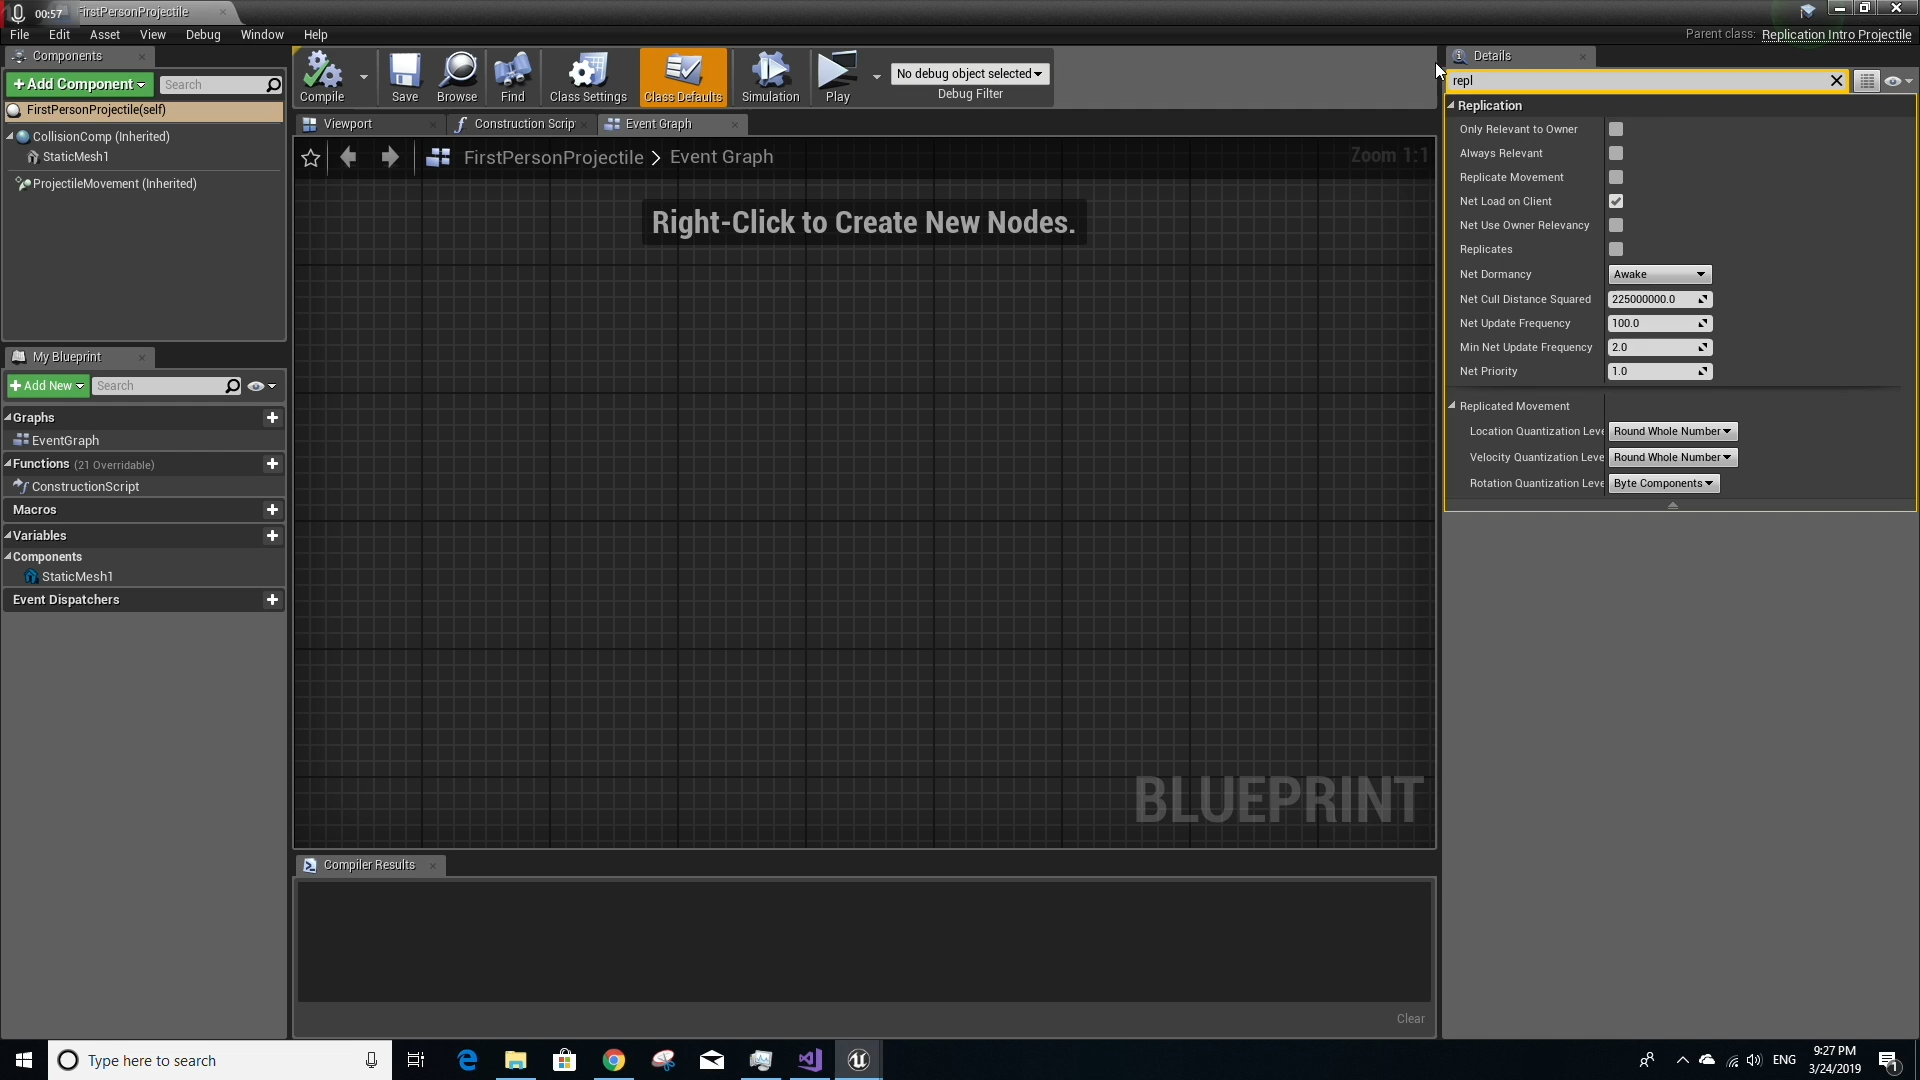 00:57
FirstPersonProjectile
File Edit Asset View Debug Window Help
Parent class: Replication Intro Projectile
Components
+Add Component
Search
FirstPersonProjectile(self)
CollisionComp (Inherited)
StaticMesh1
ProjectileMovement (Inherited)
My Blueprint
+Add New
Search
Graphs
EventGraph
Functions (21 Overridable)
ConstructionScript
Macros
Variables
Components
StaticMesh1
Event Dispatchers
Compile
Save
Browse
Find
Class Settings
Class Defaults
Simulation
Play
No debug object selected
Debug Filter
Viewport
Construction Scrip
Event Graph
FirstPersonProjectile > Event Graph
Zoom 1:1
Right-Click to Create New Nodes.
BLUEPRINT
Compiler Results
Clear
Details
repl
Replication
Only Relevant to Owner
Always Relevant
Replicate Movement
Net Load on Client
Net Use Owner Relevancy
Replicates
Net Dormancy Awake
Net Cull Distance Squared 225000000.0
Net Update Frequency 100.0
Min Net Update Frequency 2.0
Net Priority 1.0
Replicated Movement
Location Quantization Leve Round Whole Number
Velocity Quantization Leve Round Whole Number
Rotation Quantization Leve Byte Components
Type here to search
ENG
9:27 PM
3/24/2019
1